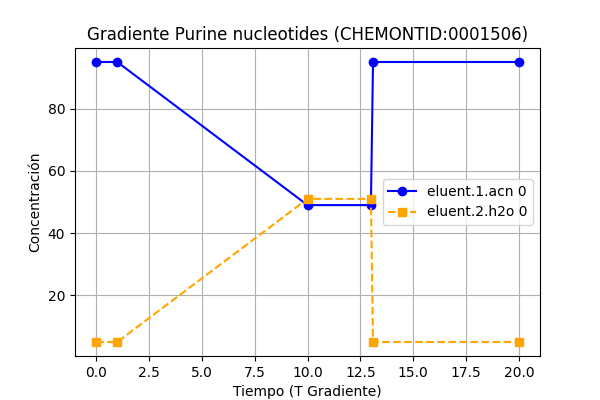 Gradiente Purine nucleotides (CHEMONTID:0001506)
80
60
40
20
Concentración
eluent.1.acn 0
eluent.2.h2o 0
0.0 2.5 5.0 7.5 10.0 12.5 15.0 17.5 20.0
Tiempo (T Gradiente)